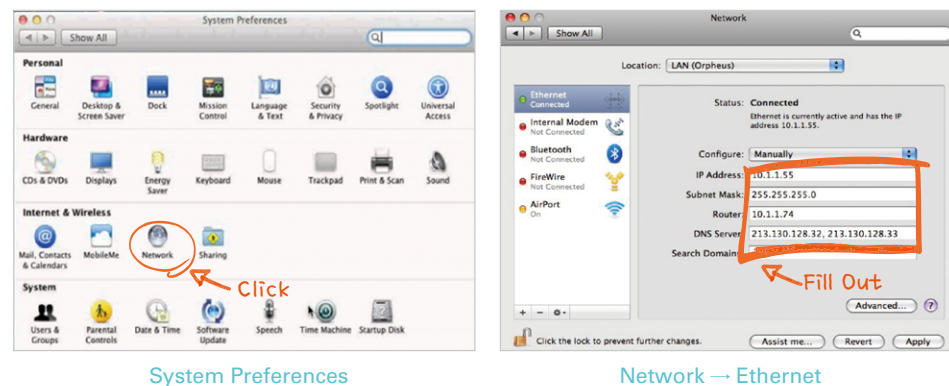 System Preferences
Show All
Personal
General
Desktop &
Screen Saver
Dock
Mission
Control
Language
& Text
Security
& Privacy
Spotlight
Universal
Access
Hardware
CDs & DVDs
Displays
Energy
Saver
Keyboard
Mouse
Trackpad
Print & Scan
Sound
Internet & Wireless
Mail, Contacts
& Calendars
MobileMe
Network
Sharing
Click
System
Users &
Groups
Parental
Controls
Date & Time
Software
Update
Speech
Time Machine
Startup Disk
System Preferences
Network
Show All
Location: LAN (Orpheus)
Ethernet
Connected
Internal Modem
Not Connected
Bluetooth
Not Connected
FireWire
Not Connected
AirPort
On
Status: Connected
Ethernet is currently active and has the IP
address 10.1.1.55.
Configure: Manually
IP Address: 10.1.1.55
Subnet Mask: 255.255.255.0
Router: 10.1.1.74
DNS Server: 213.130.128.32, 213.130.128.33
Search Domain
Fill Out
Advanced... ?
Click the lock to prevent further changes.
Assist me... Revert Apply
Network → Ethernet